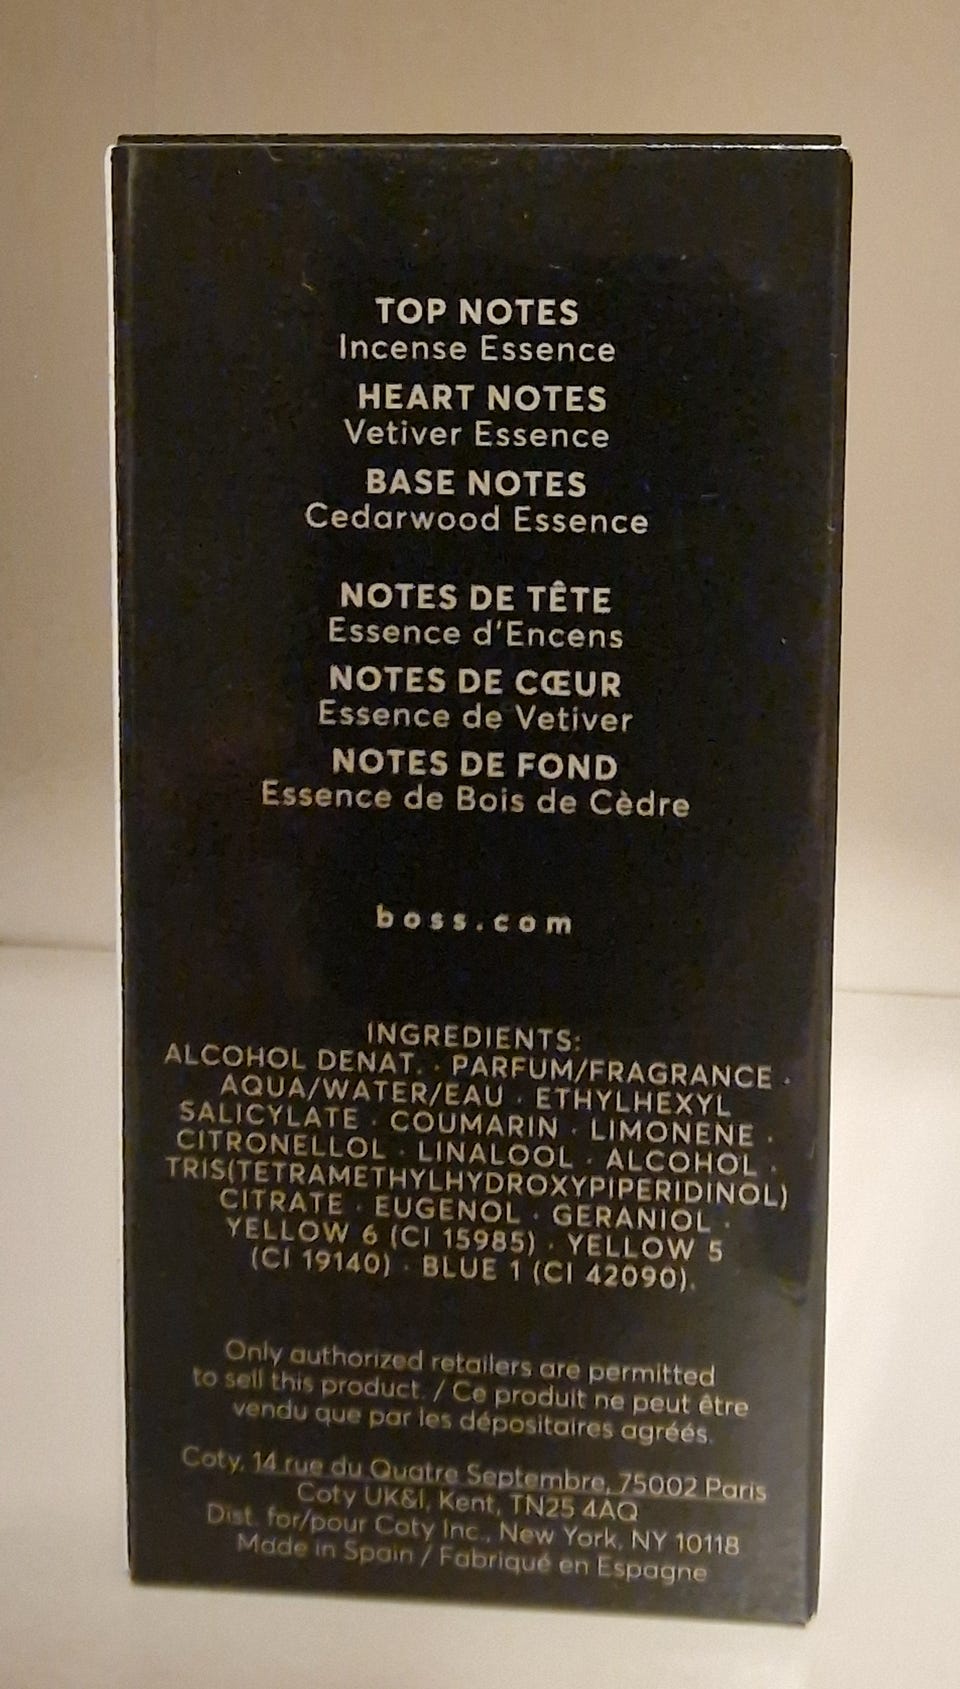 TOP NOTES
Incense Essence
HEART NOTES
Vetiver Essence
BASE NOTES
Cedarwood Essence
NOTES DE TÊTE
Essence d'Encens
NOTES DE CŒUR
Essence de Vetiver
NOTES DE FOND
Essence de Bois de Cèdre
boss.com
INGREDIENTS:
ALCOHOL DENAT. · PARFUM/FRAGRANCE ·
AQUA/WATER/EAU · ETHYLHEXYL
SALICYLATE · COUMARIN · LIMONENE ·
CITRONELLOL · LINALOOL · ALCOHOL ·
TRIS(TETRAMETHYLHYDROXYPIPERIDINOL)
CITRATE · EUGENOL · GERANIOL ·
YELLOW 6 (CI 15985) · YELLOW 5
(CI 19140) · BLUE 1 (CI 42090).
Only authorized retailers are permitted
to sell this product. / Ce produit ne peut être
vendu que par les dépositaires agréés.
Coty, 14 rue du Quatre Septembre, 75002 Paris
Coty UK&I, Kent, TN25 4AQ
Dist. for/pour Coty Inc., New York, NY 10118
Made in Spain / Fabriqué en Espagne